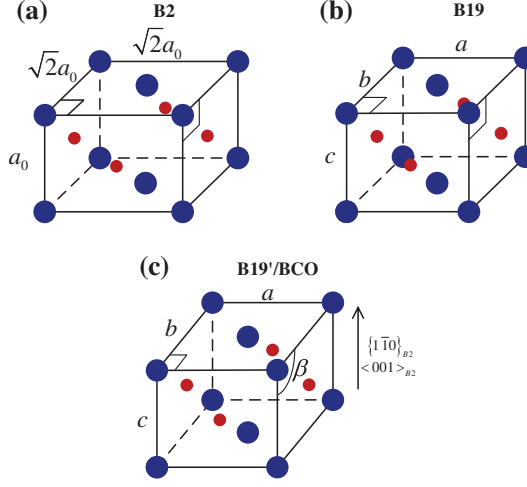 (a)
B2
√2a₀
√2a₀
a₀
(b)
B19
a
b
c
(c)
B19'/BCO
a
b
β
c
{11̅0}B2
<001>B2